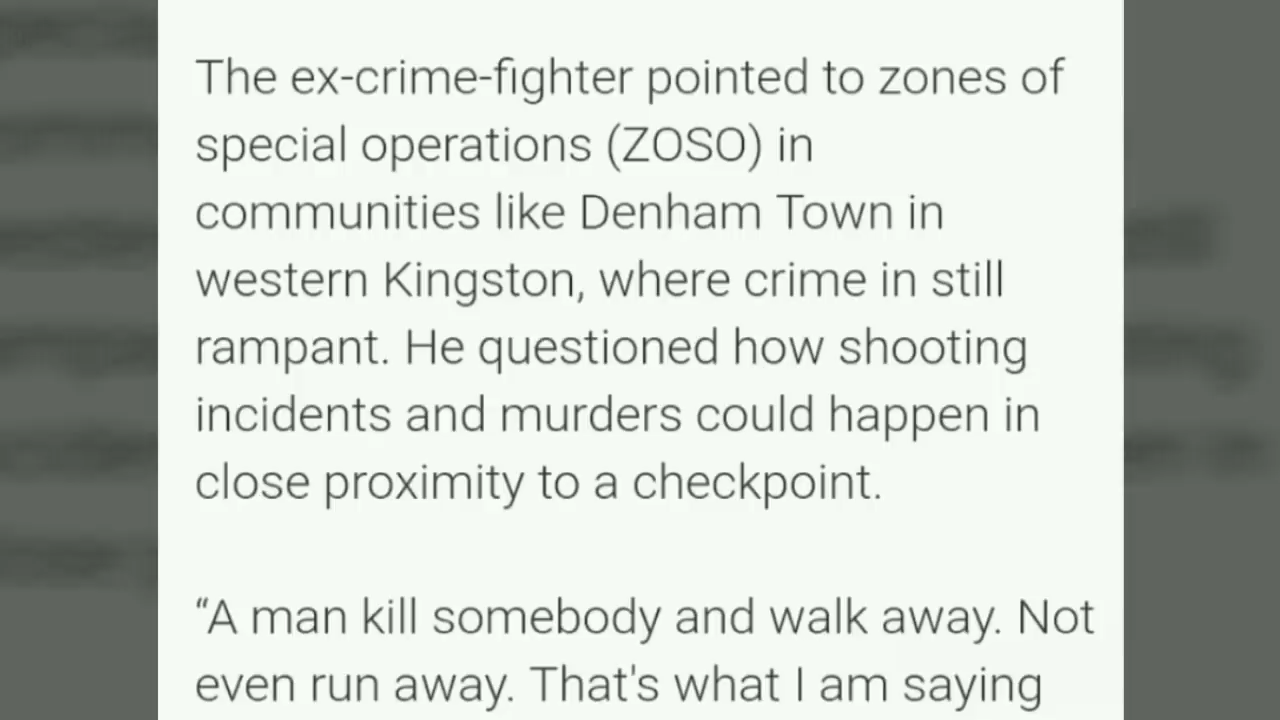 The ex-crime-fighter pointed to zones of
special operations (ZOSO) in
communities like Denham Town in
western Kingston, where crime in still
rampant. He questioned how shooting
incidents and murders could happen in
close proximity to a checkpoint.
“A man kill somebody and walk away. Not
even run away. That's what I am saying